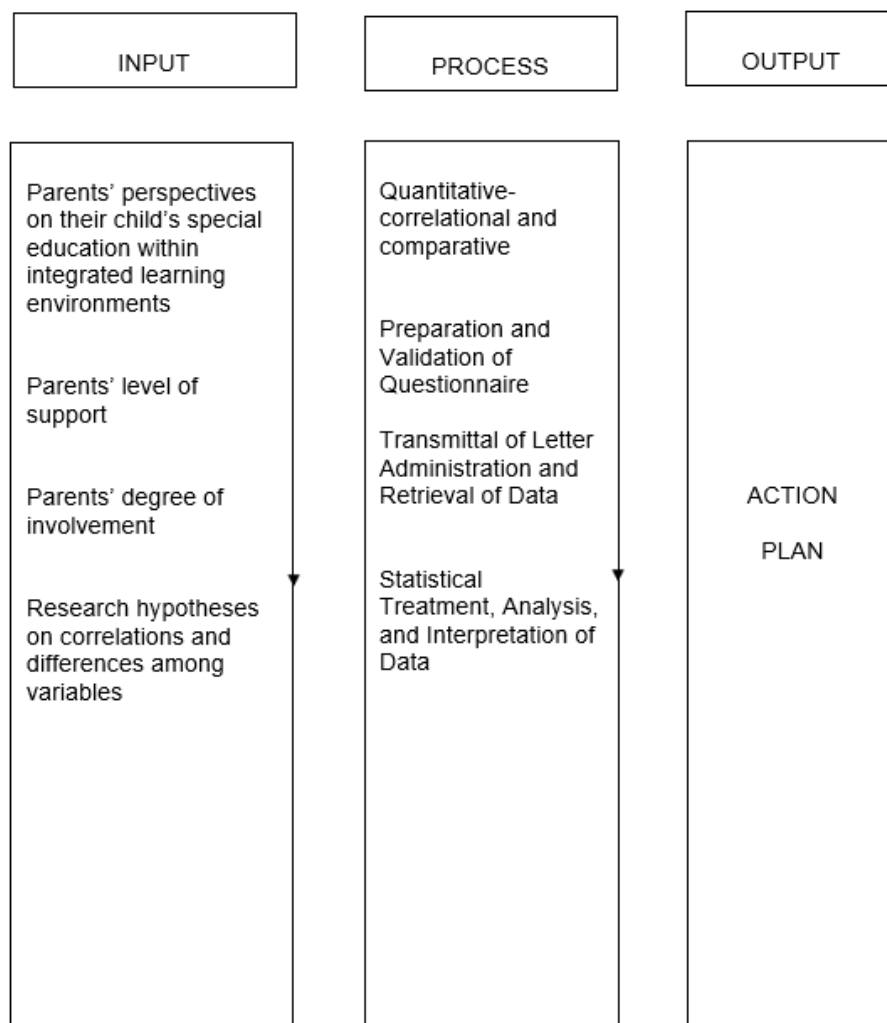 INPUT
PROCESS
OUTPUT
Parents’ perspectives
on their child’s special
education within
integrated learning
environments
Parents’ level of
support
Parents’ degree of
involvement
Research hypotheses
on correlations and
differences among
variables
Quantitative-
correlational and
comparative
Preparation and
Validation of
Questionnaire
Transmittal of Letter
Administration and
Retrieval of Data
Statistical
Treatment, Analysis,
and Interpretation of
Data
ACTION
PLAN